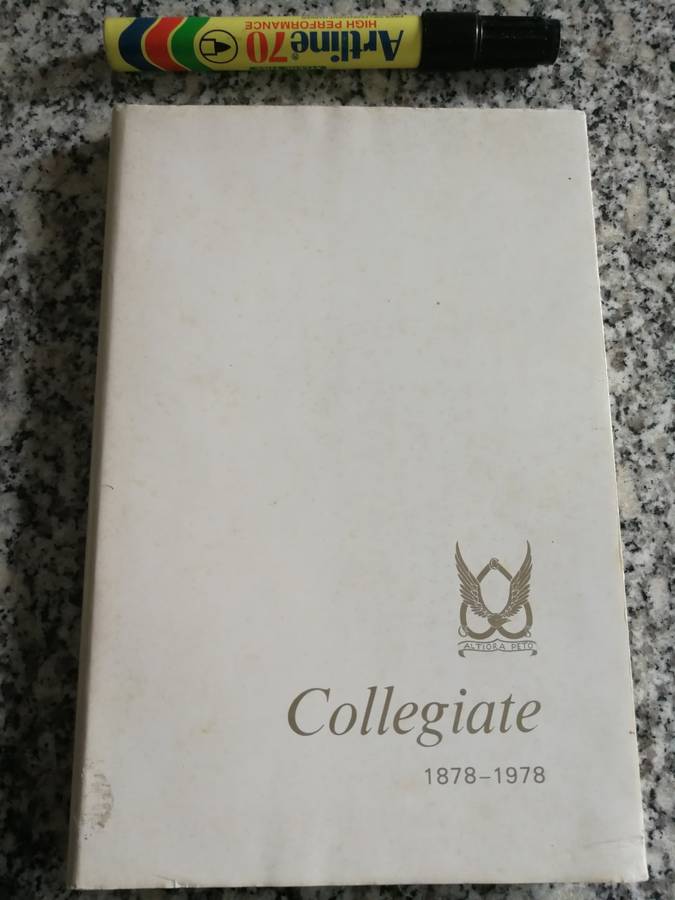 Artline® 70
HIGH PERFORMANCE
ALTIORA PETO
Collegiate
1878–1978